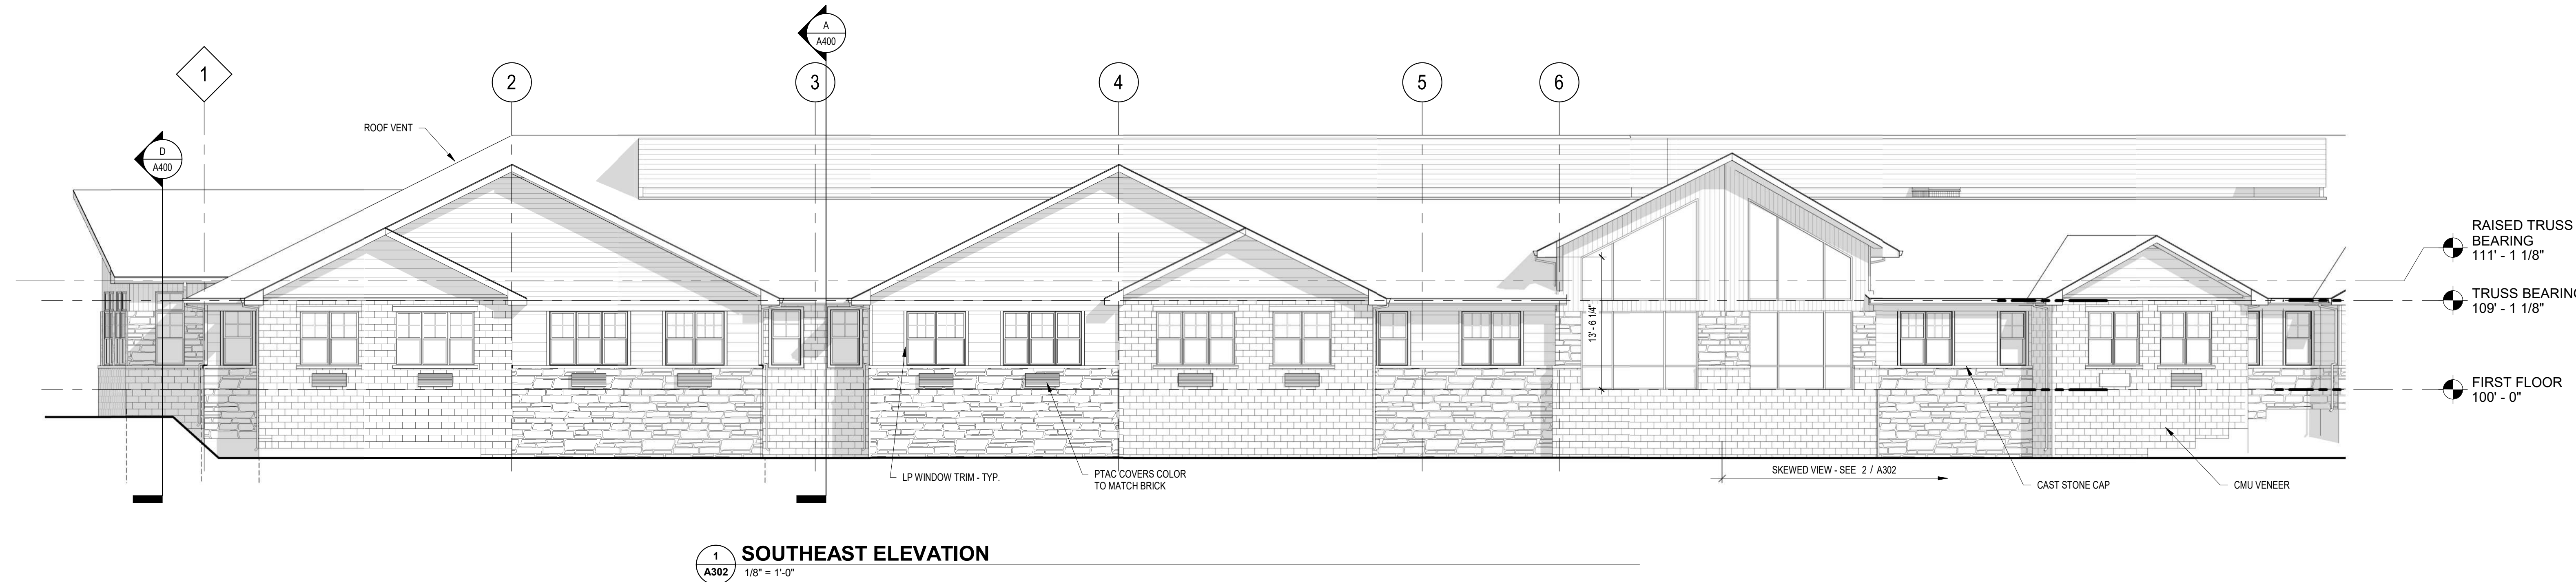 A
A400
1
2
3
4
5
6
ROOF VENT
D
A400
RAISED TRUSS
BEARING
111' - 1 1/8"
TRUSS BEARING
109' - 1 1/8"
13' - 6 1/4"
FIRST FLOOR
100' - 0"
LP WINDOW TRIM - TYP.
PTAC COVERS COLOR
TO MATCH BRICK
SKEWED VIEW - SEE 2 / A302
CAST STONE CAP
CMU VENEER
1
A302
SOUTHEAST ELEVATION
1/8" = 1'-0"